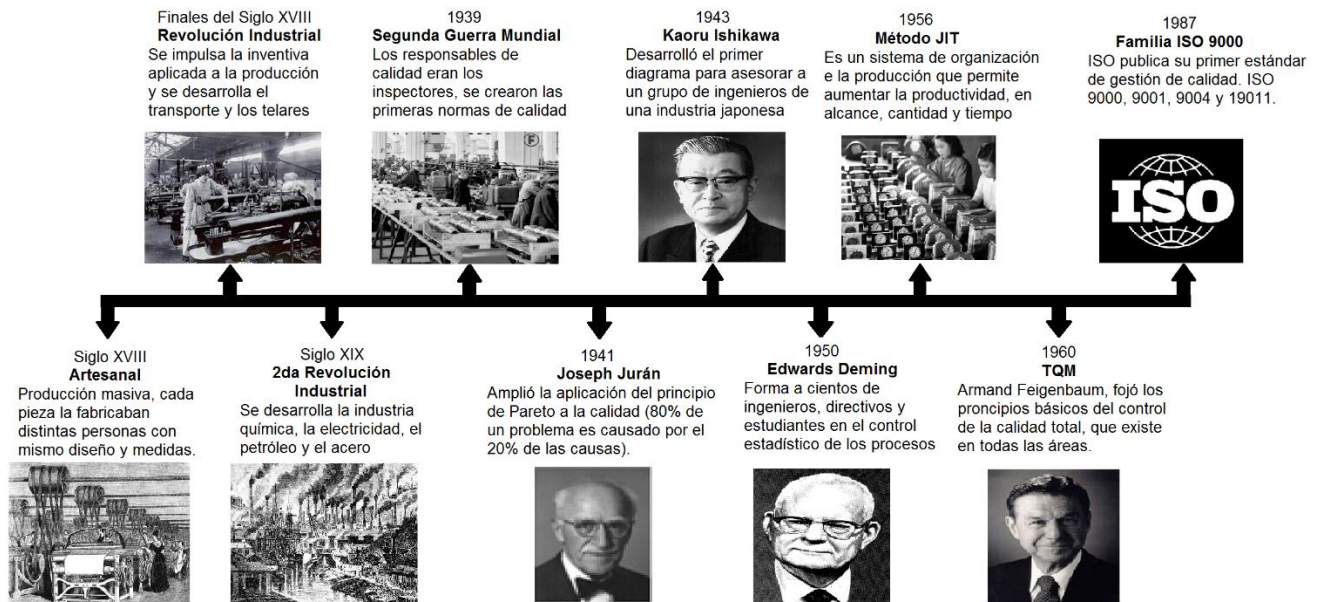 Finales del Siglo XVIII
Revolución Industrial
Se impulsa la inventiva
aplicada a la producción
y se desarrolla el
transporte y los telares
1939
Segunda Guerra Mundial
Los responsables de
calidad eran los
inspectores, se crearon las
primeras normas de calidad
F
1943
Kaoru Ishikawa
Desarrolló el primer
diagrama para asesorar a
un grupo de ingenieros de
una industria japonesa
1956
Método JIT
Es un sistema de organización
e la producción que permite
aumentar la productividad, en
alcance, cantidad y tiempo
1987
Familia ISO 9000
ISO publica su primer estándar
de gestión de calidad. ISO
9000, 9001, 9004 y 19011.
ISO
Siglo XVIII
Artesanal
Producción masiva, cada
pieza la fabricaban
distintas personas con
mismo diseño y medidas.
Siglo XIX
2da Revolución
Industrial
Se desarrolla la industria
química, la electricidad, el
petróleo y el acero
1941
Joseph Jurán
Amplió la aplicación del principio
de Pareto a la calidad (80% de
un problema es causado por el
20% de las causas).
1950
Edwards Deming
Forma a cientos de
ingenieros, directivos y
estudiantes en el control
estadístico de los procesos
1960
TQM
Armand Feigenbaum, fojó los
proncipios básicos del control
de la calidad total, que existe
en todas las áreas.